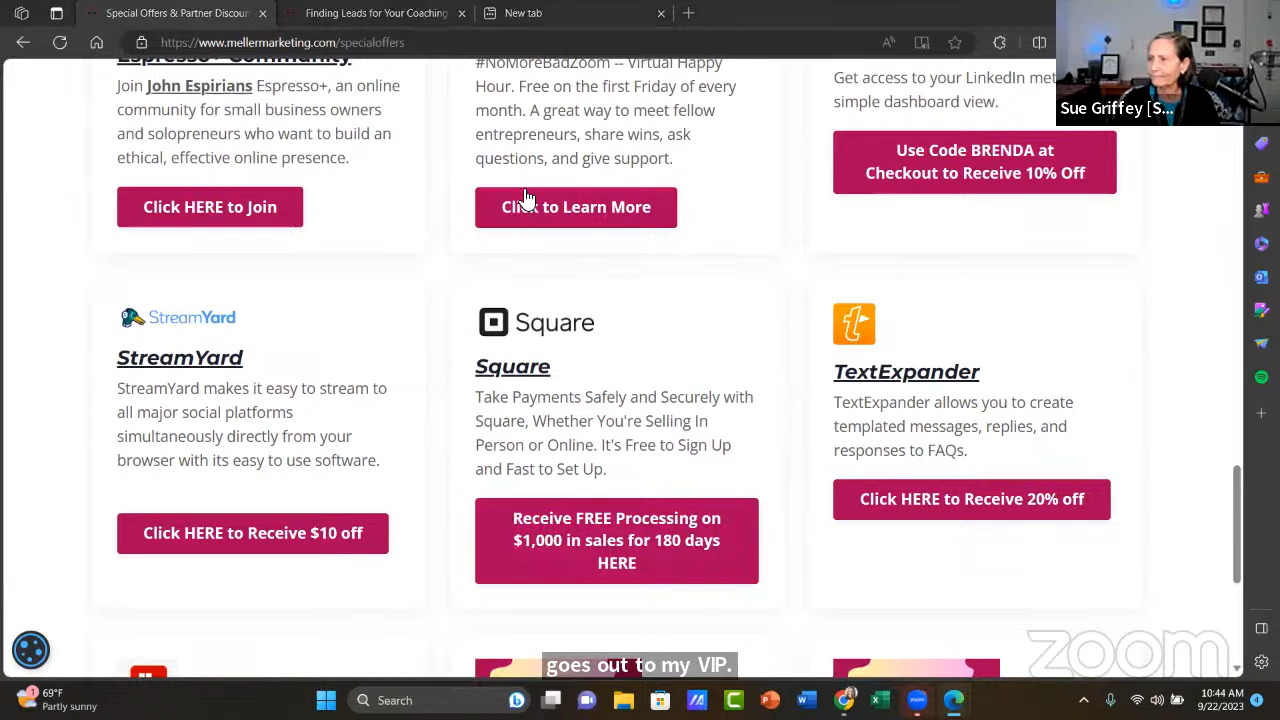 Special Offers & Partner Discoun
Finding Leads for Your Coaching
New tab
https://www.mellermarketing.com/specialoffers
Sue Griffey [S...
Espresso+ Community
Join John Espirians Espresso+, an online
community for small business owners
and solopreneurs who want to build an
ethical, effective online presence.
Click HERE to Join
#NoMoreBadZoom -- Virtual Happy
Hour. Free on the first Friday of every
month. A great way to meet fellow
entrepreneurs, share wins, ask
questions, and give support.
Click to Learn More
Get access to your LinkedIn met
simple dashboard view.
Use Code BRENDA at
Checkout to Receive 10% Off
StreamYard
StreamYard
StreamYard makes it easy to stream to
all major social platforms
simultaneously directly from your
browser with its easy to use software.
Click HERE to Receive $10 off
Square
Square
Take Payments Safely and Securely with
Square, Whether You're Selling In
Person or Online. It's Free to Sign Up
and Fast to Set Up.
Receive FREE Processing on
$1,000 in sales for 180 days
HERE
TextExpander
TextExpander allows you to create
templated messages, replies, and
responses to FAQs.
Click HERE to Receive 20% off
goes out to my VIP.
zoom
69°F
Partly sunny
Search
10:44 AM
9/22/2023